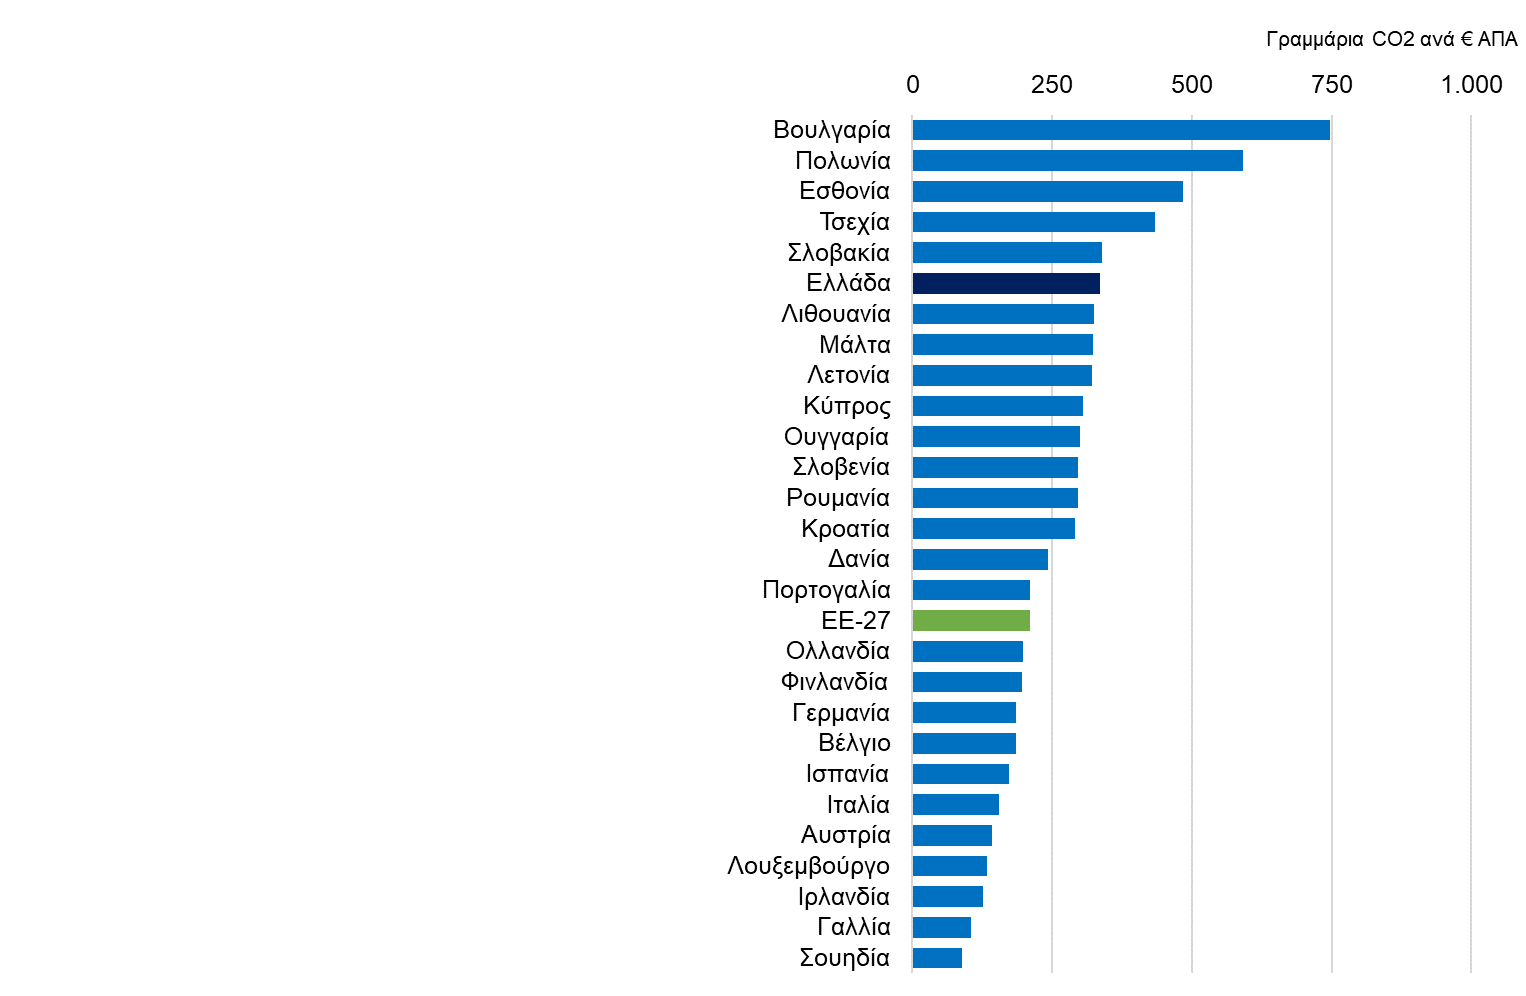 Γραμμάρια CO2 ανά € ΑΠΑ
0 250 500 750 1.000
Βουλγαρία
Πολωνία
Εσθονία
Τσεχία
Σλοβακία
Ελλάδα
Λιθουανία
Μάλτα
Λετονία
Κύπρος
Ουγγαρία
Σλοβενία
Ρουμανία
Κροατία
Δανία
Πορτογαλία
ΕΕ-27
Ολλανδία
Φινλανδία
Γερμανία
Βέλγιο
Ισπανία
Ιταλία
Αυστρία
Λουξεμβούργο
Ιρλανδία
Γαλλία
Σουηδία